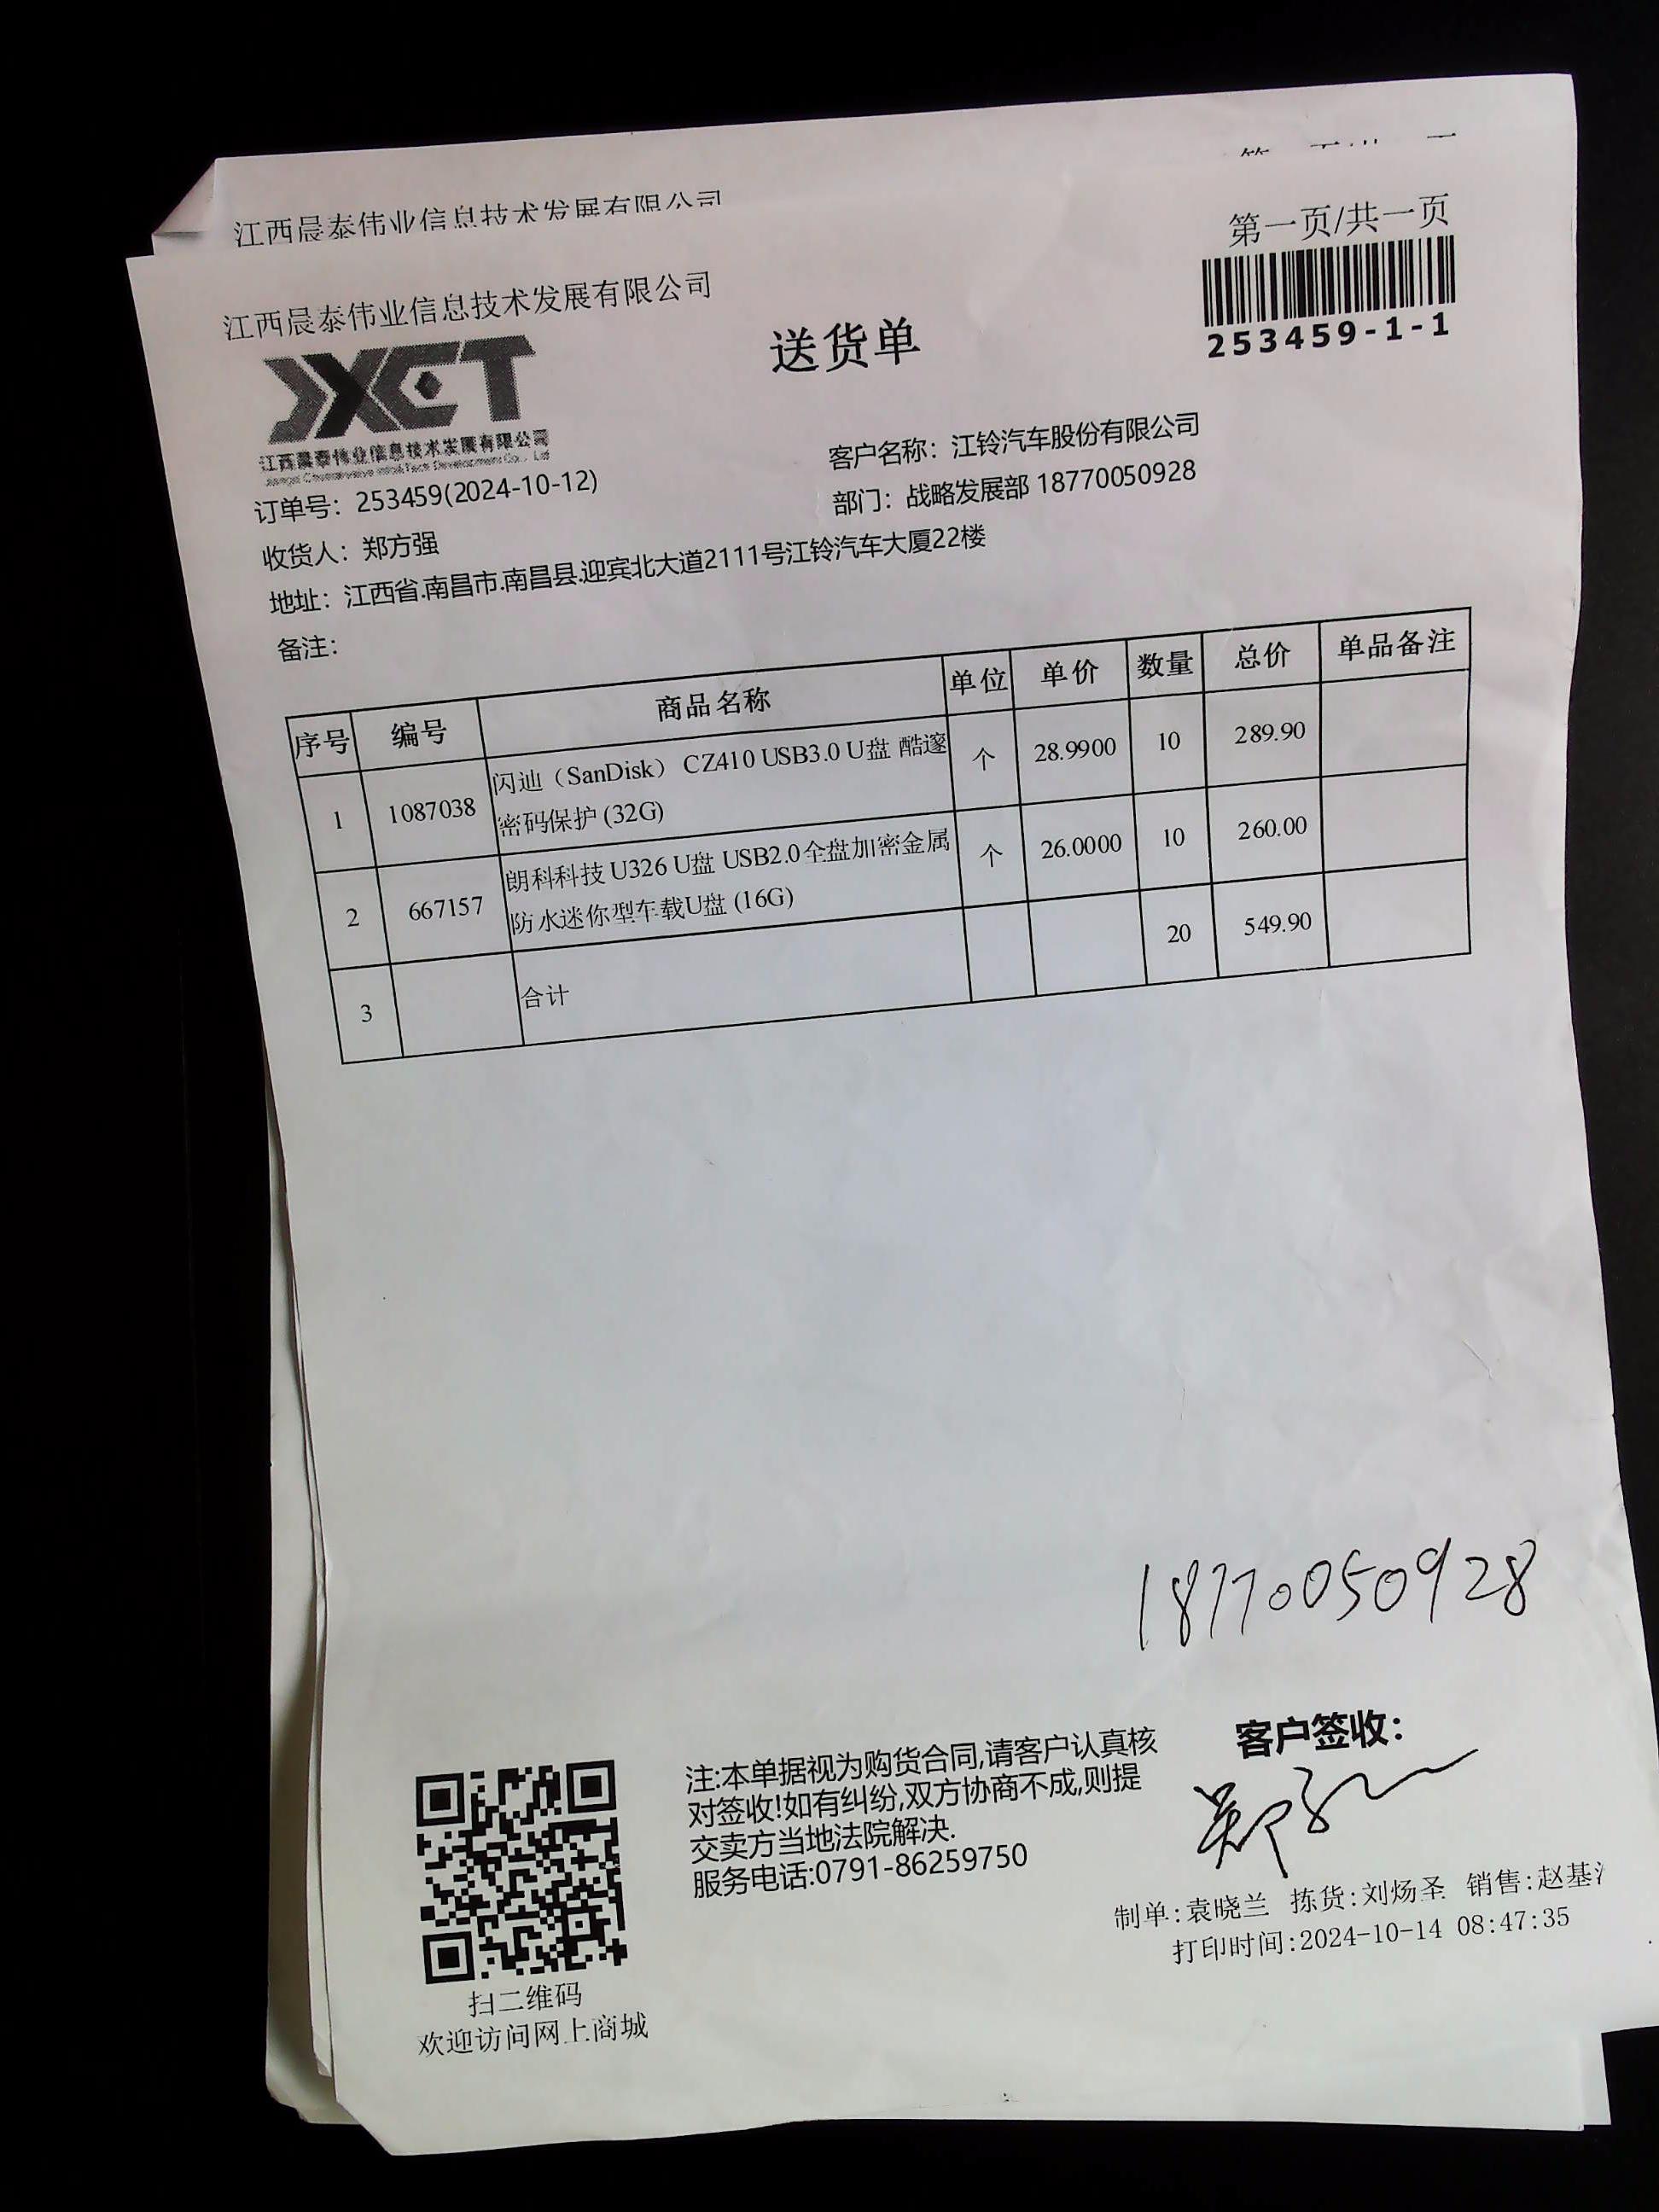 江西晨泰伟业信息技术发展有限公司
第一页/共一页
江西晨泰伟业信息技术发展有限公司
253459-1-1
送货单
JXCT
江西晨泰伟业信息技术发展有限公司
客户名称：江铃汽车股份有限公司
订单号：253459(2024-10-12)
部门：战略发展部 18770050928
收货人：郑方强
地址：江西省.南昌市.南昌县.迎宾北大道2111号江铃汽车大厦22楼
备注：
序号 编号 商品名称 单位 单价 数量 总价 单品备注
1 1087038 闪迪（SanDisk） CZ410 USB3.0 U盘 酷邃 个 28.9900 10 289.90
密码保护 (32G)
2 667157 朗科科技 U326 U盘 USB2.0全盘加密金属 个 26.0000 10 260.00
防水迷你型车载U盘 (16G)
3 合计 20 549.90
18770050928
客户签收：
郑
注:本单据视为购货合同,请客户认真核
对签收!如有纠纷,双方协商不成,则提
交卖方当地法院解决.
服务电话:0791-86259750
制单:袁晓兰 拣货:刘炀圣 销售:赵基
打印时间:2024-10-14 08:47:35
扫二维码
欢迎访问网上商城